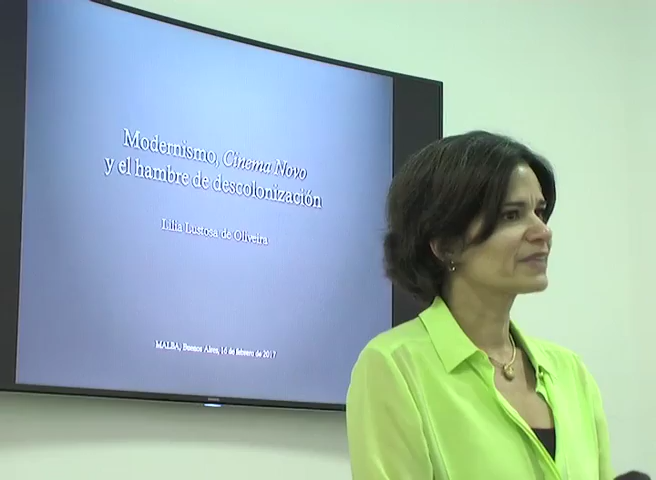 Modernismo, Cinema Novo
y el hambre de descolonización
Lilia Lustosa de Oliveira
MALBA, Buenos Aires, 16 de febrero de 2017